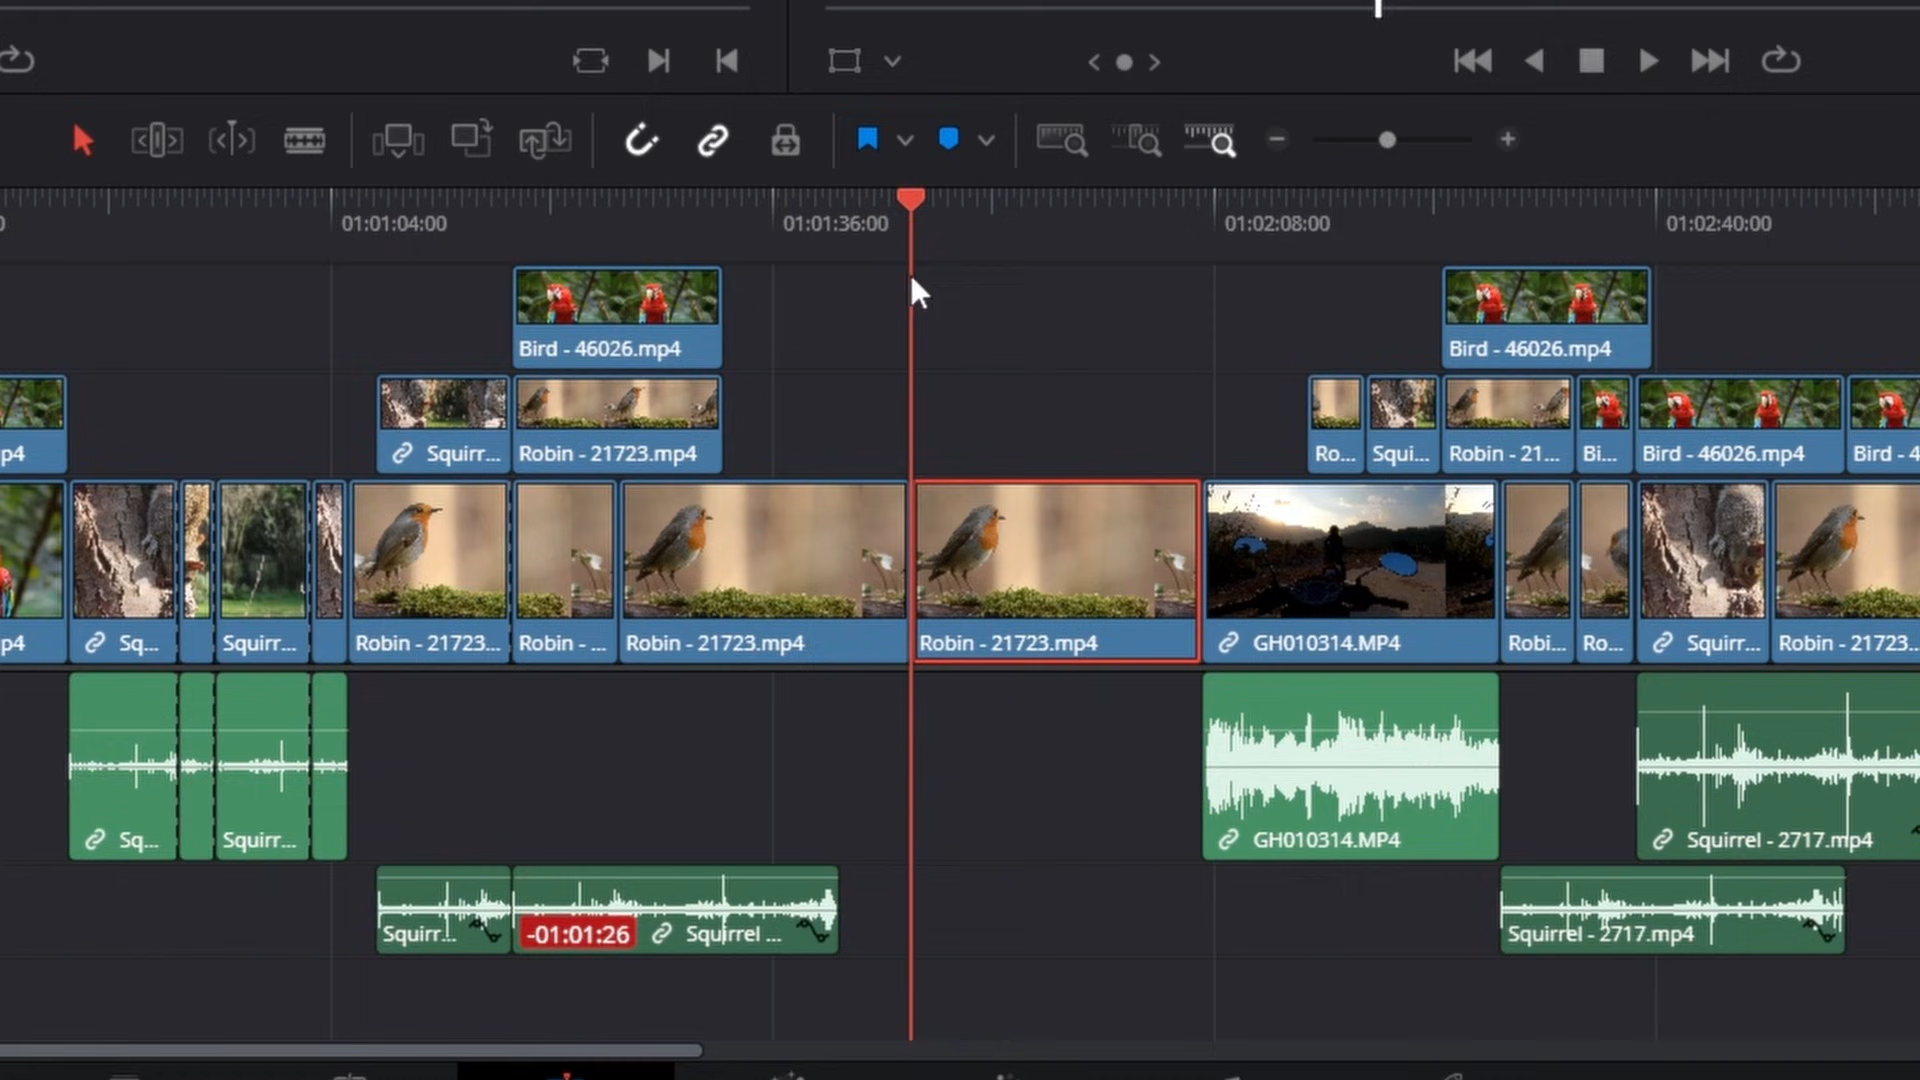 0
01:01:04:00
01:01:36:00
01:02:08:00
01:02:40:00
Bird - 46026.mp4
Bird - 46026.mp4
p4
Squirr...
Robin - 21723.mp4
Ro...
Squi...
Robin - 21...
Bi...
Bird - 46026.mp4
Bird - 4
p4
Sq...
Squirr...
Robin - 21723...
Robin - ...
Robin - 21723.mp4
Robin - 21723.mp4
GH010314.MP4
Robi...
Ro...
Squirr...
Robin - 21723...
Sq...
Squirr...
GH010314.MP4
Squirrel - 2717.mp4
Squirr...
-01:01:26
Squirrel ...
Squirrel - 2717.mp4